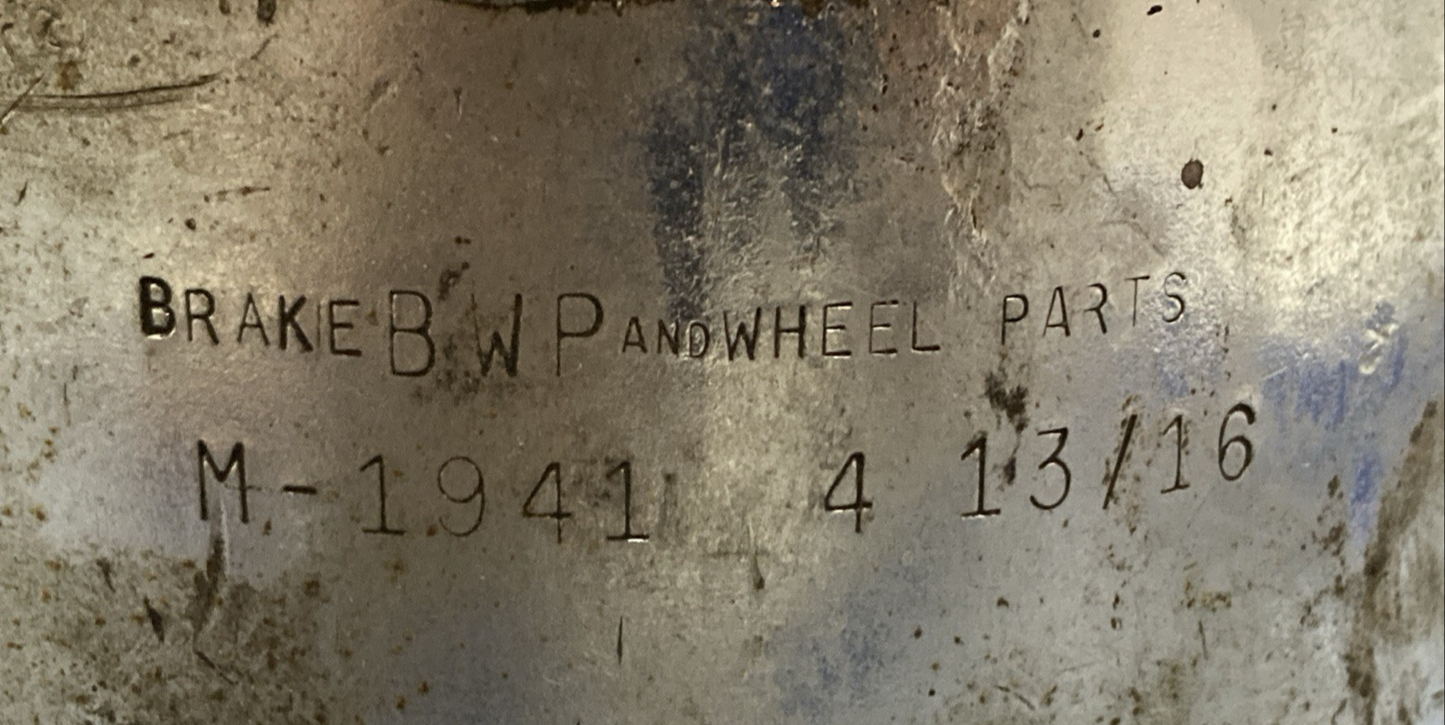 BRAKE BWP AND WHEEL PARTS
M-1941 4 13/16